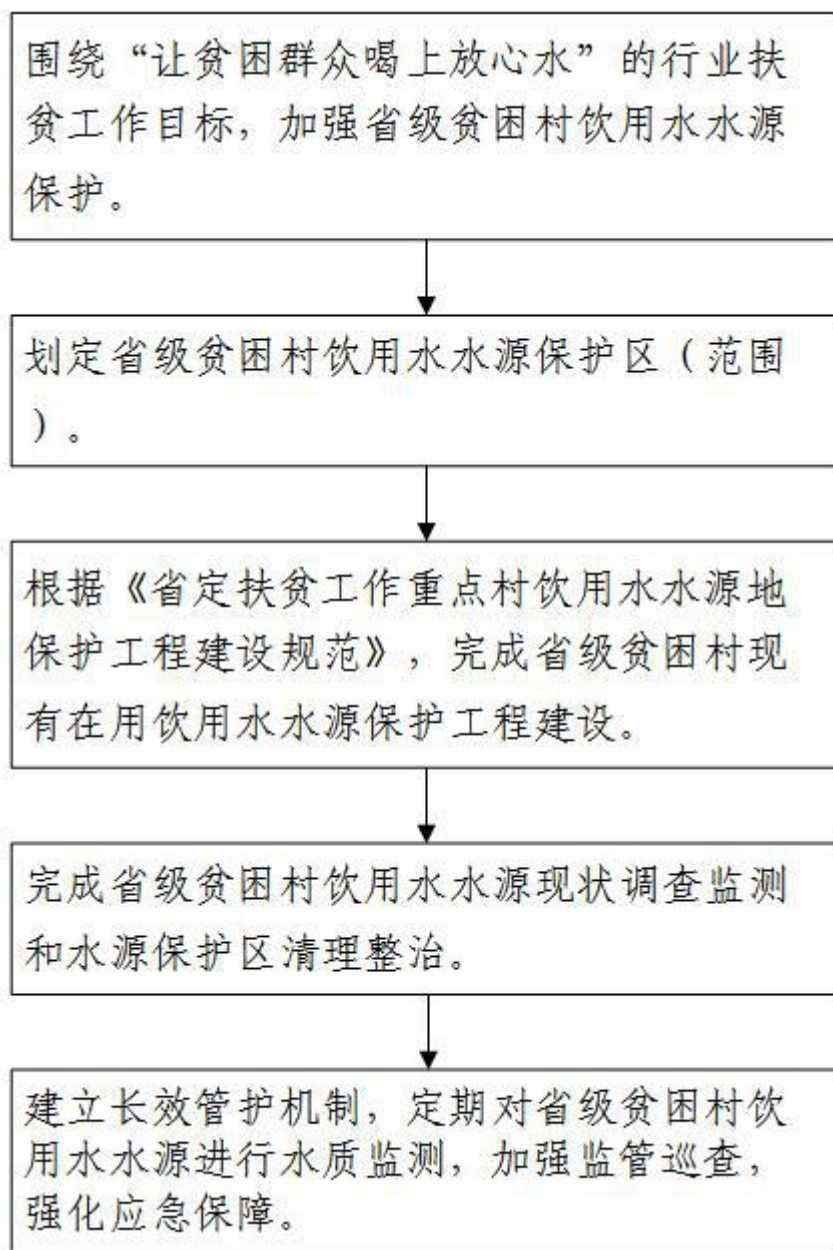 围绕“让贫困群众喝上放心水”的行业扶
贫工作目标，加强省级贫困村饮用水水源
保护。
划定省级贫困村饮用水水源保护区（范围
）。
根据《省定扶贫工作重点村饮用水水源地
保护工程建设规范》，完成省级贫困村现
有在用饮用水水源保护工程建设。
完成省级贫困村饮用水水源现状调查监测
和水源保护区清理整治。
建立长效管护机制，定期对省级贫困村饮
用水水源进行水质监测，加强监管巡查，
强化应急保障。